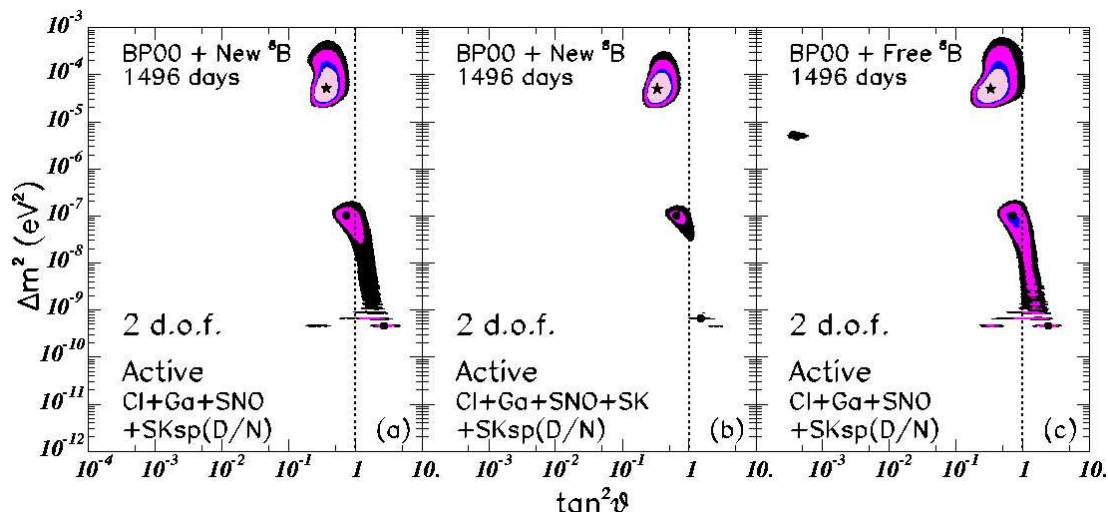 BP00 + New ⁸B
1496 days
2 d.o.f.
Active
Cl+Ga+SNO
+SKsp(D/N)
(a)
BP00 + New ⁸B
1496 days
2 d.o.f.
Active
Cl+Ga+SNO+SK
+SKsp(D/N)
(b)
BP00 + Free ⁸B
1496 days
2 d.o.f.
Active
Cl+Ga+SNO
+SKsp(D/N)
(c)
Δm² (eV²)
10⁻³
10⁻⁴
10⁻⁵
10⁻⁶
10⁻⁷
10⁻⁸
10⁻⁹
10⁻¹⁰
10⁻¹¹
10⁻¹²
10⁻⁴ 10⁻³ 10⁻² 10⁻¹ 1 10. 10⁻³ 10⁻² 10⁻¹ 1 10. 10⁻³ 10⁻² 10⁻¹ 1 10.
tan²ϑ